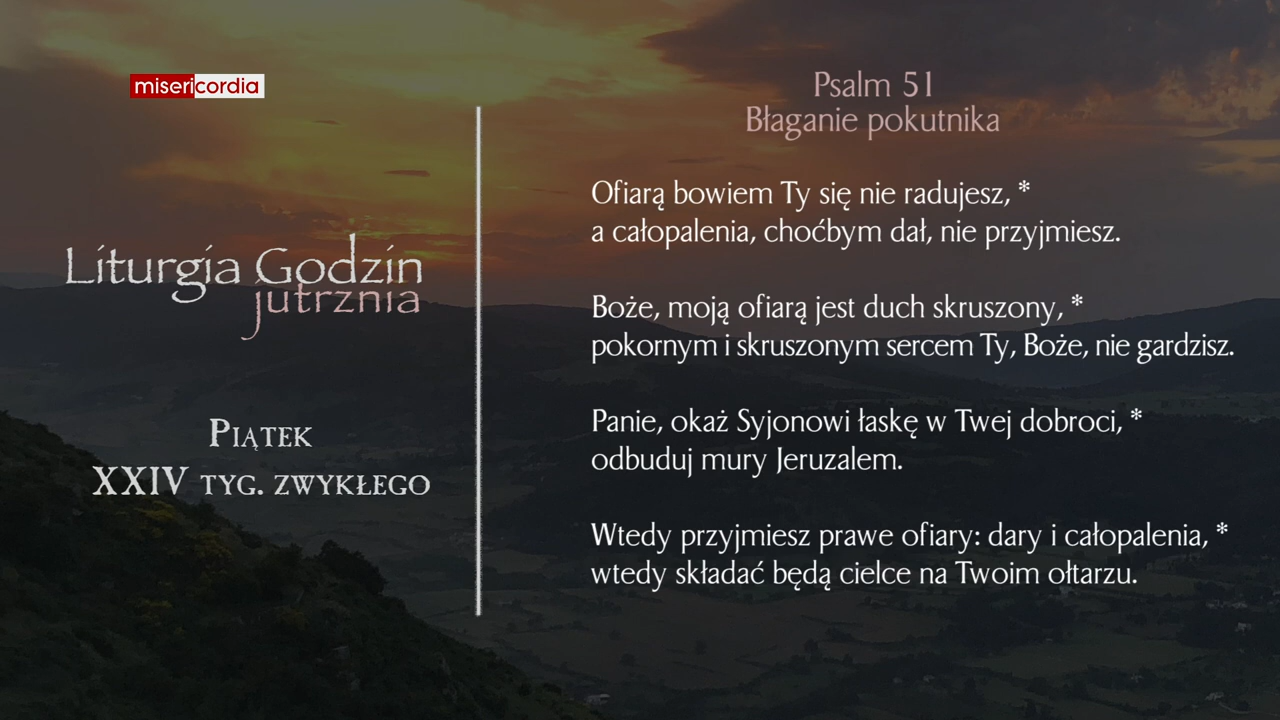 misericordia
Liturgia Godzin
jutrznia
Piątek
XXIV tyg. zwykłego
Psalm 51
Błaganie pokutnika
Ofiarą bowiem Ty się nie radujesz, *
a całopalenia, choćbym dał, nie przyjmiesz.
Boże, moją ofiarą jest duch skruszony, *
pokornym i skruszonym sercem Ty, Boże, nie gardzisz.
Panie, okaż Syjonowi łaskę w Twej dobroci, *
odbuduj mury Jeruzalem.
Wtedy przyjmiesz prawe ofiary: dary i całopalenia, *
wtedy składać będą cielce na Twoim ołtarzu.